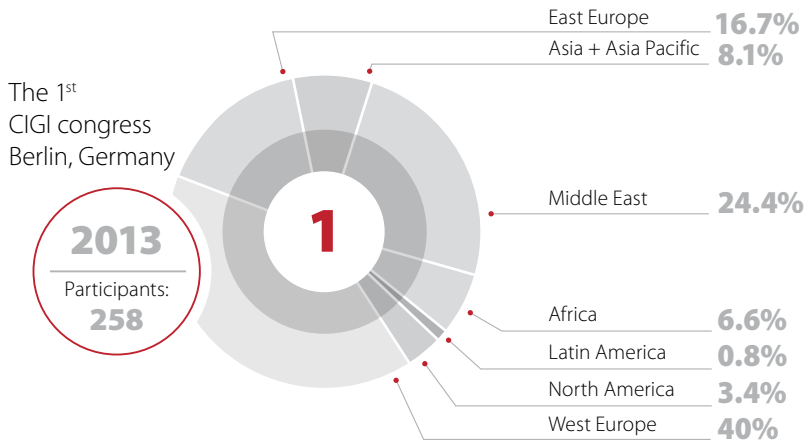 The 1st
CIGI congress
Berlin, Germany
2013
Participants:
258
1
East Europe 16.7%
Asia + Asia Pacific 8.1%
Middle East 24.4%
Africa 6.6%
Latin America 0.8%
North America 3.4%
West Europe 40%